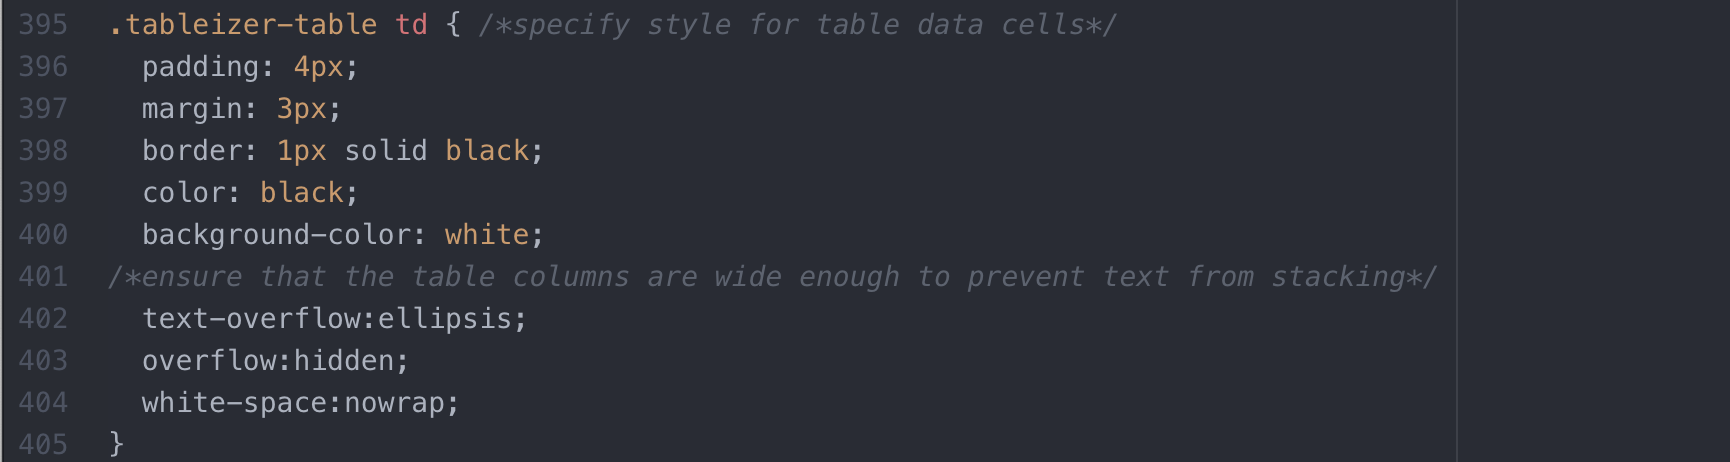 395 .tableizer-table td { /*specify style for table data cells*/
396 padding: 4px;
397 margin: 3px;
398 border: 1px solid black;
399 color: black;
400 background-color: white;
401 /*ensure that the table columns are wide enough to prevent text from stacking*/
402 text-overflow:ellipsis;
403 overflow:hidden;
404 white-space:nowrap;
405 }